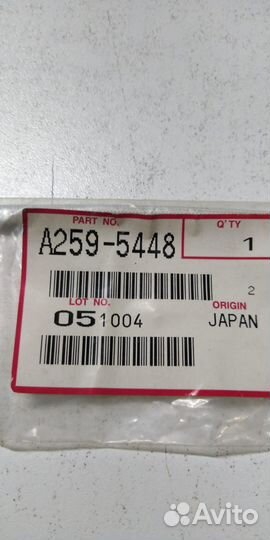 PART NO.
Q'TY
A259-5448
1
2
LOT NO.
ORIGIN
051004
JAPAN
Avito